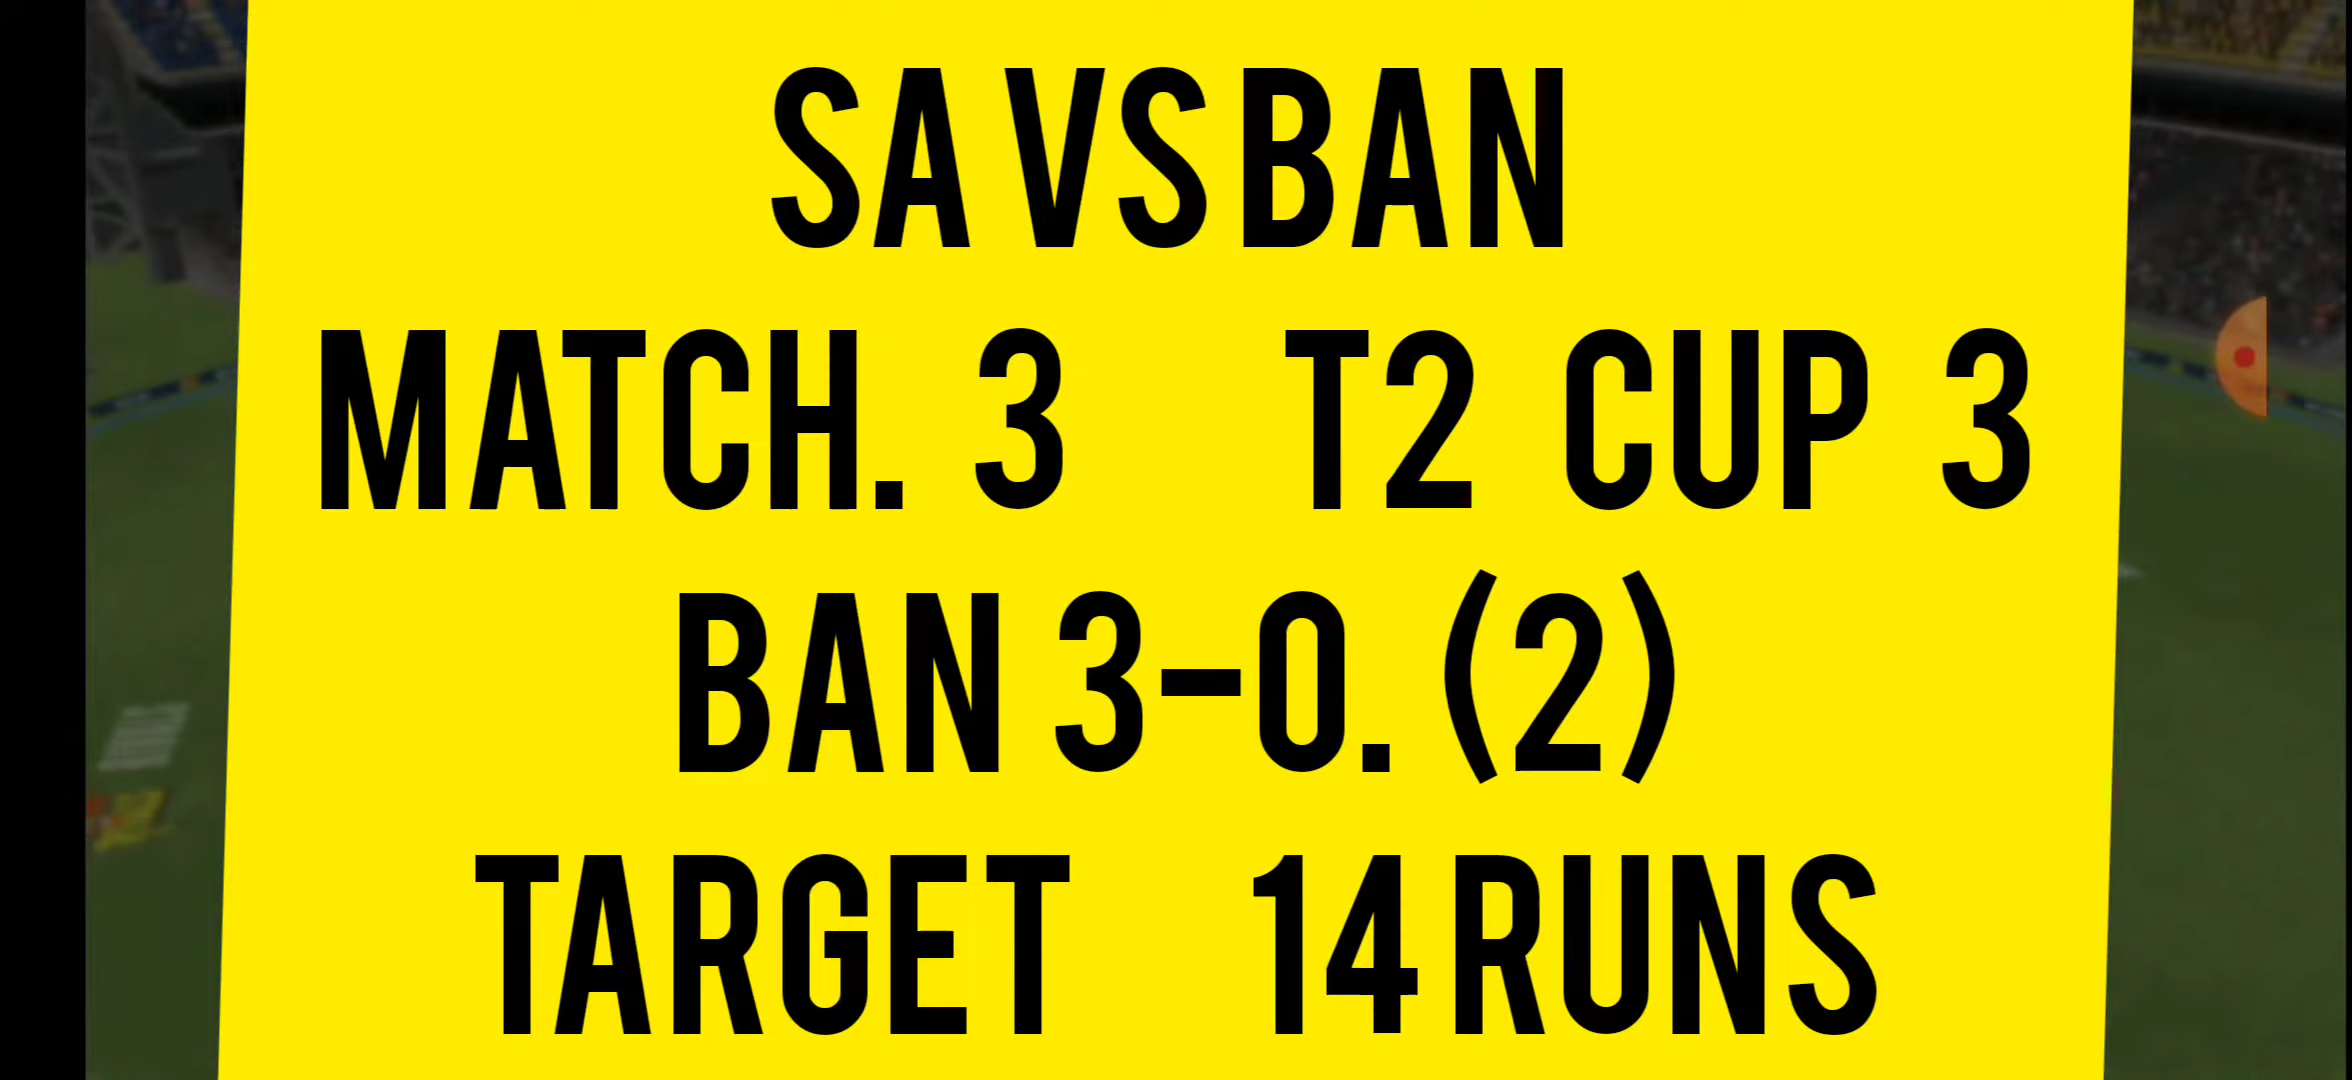 SA VS BAN
MATCH. 3 T2 CUP 3
BAN 3-0. (2)
TARGET 14 RUNS